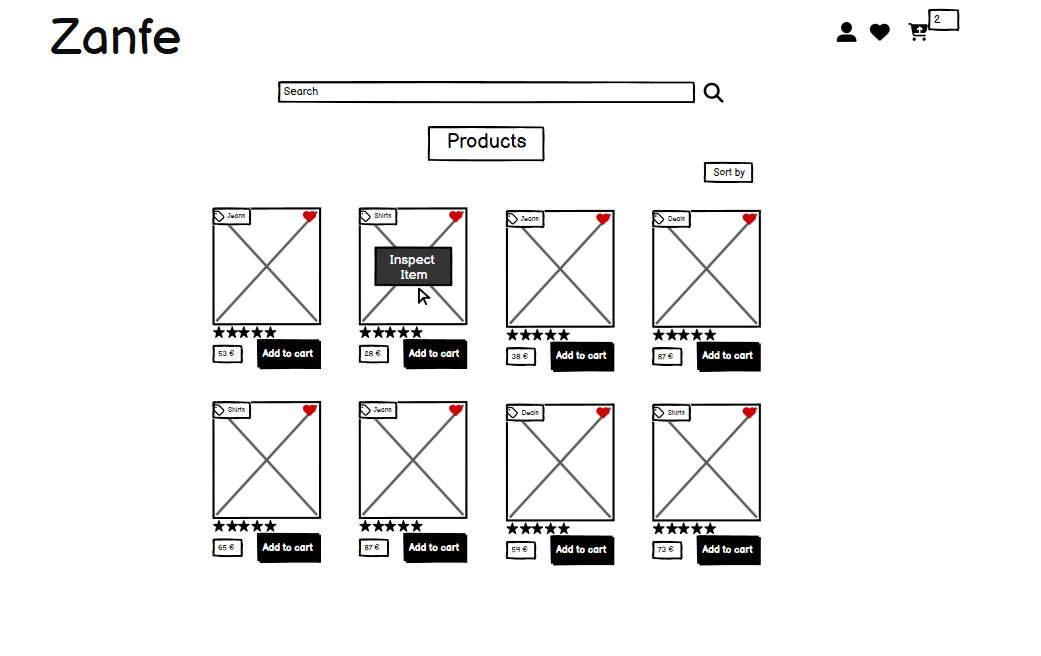 Zanfe
2
Search
Products
Sort by
Jeans
Shirts
Jeans
Deals
Inspect
Item
53 €
Add to cart
28 €
Add to cart
38 €
Add to cart
87 €
Add to cart
Shirts
Jeans
Deals
Shirts
65 €
Add to cart
87 €
Add to cart
59 €
Add to cart
73 €
Add to cart